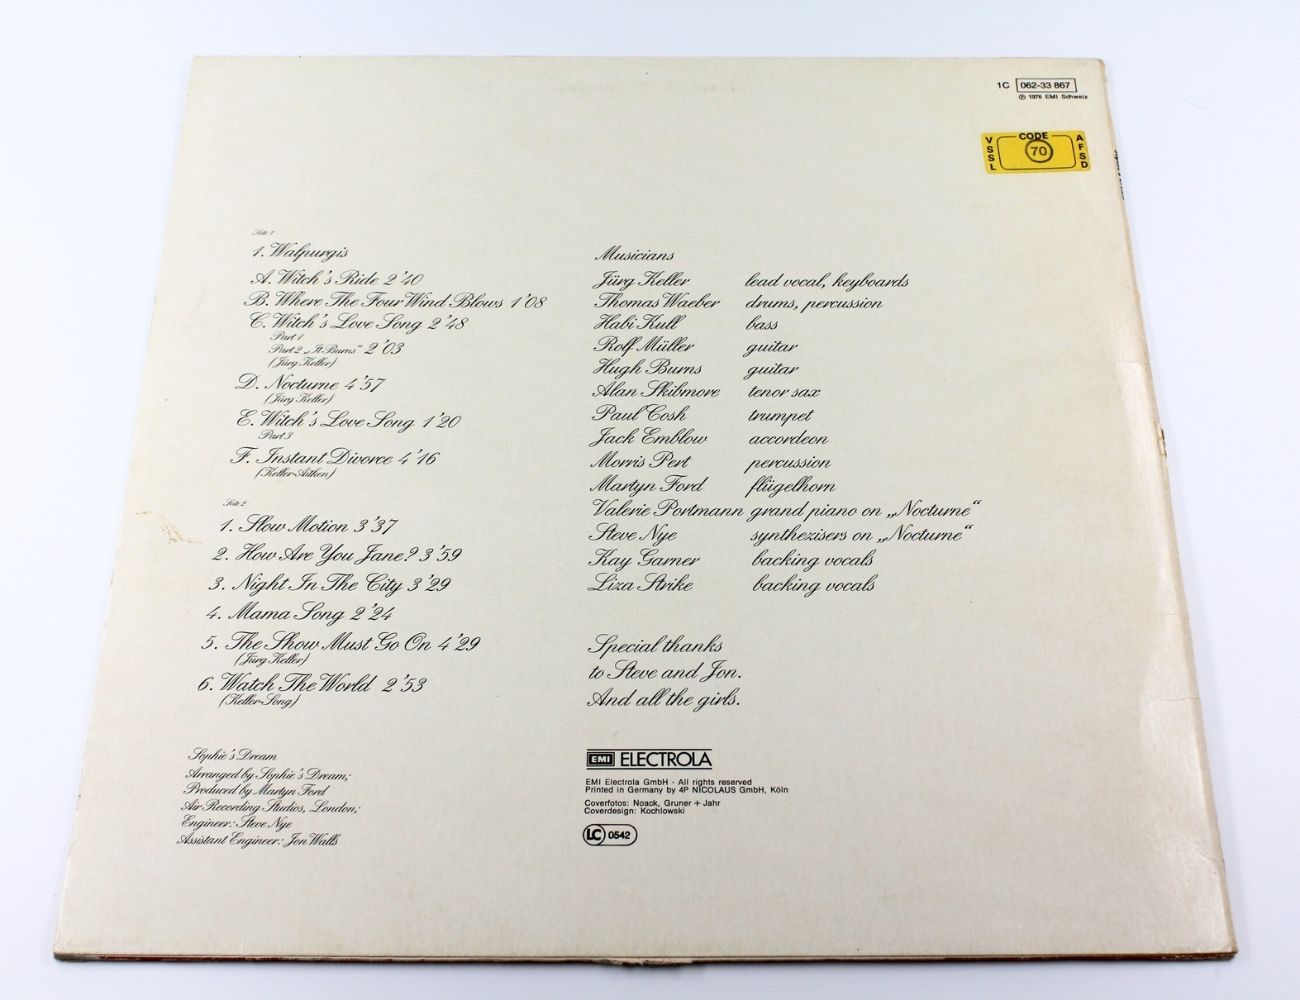 1C 062-33 867
℗ 1976 EMI Schweiz
CODE
VSSL
70
AFSD
Seite 1
1. Walpurgis
A. Witch's Ride 2'40
B. Where The Four Wind Blows 1'08
C. Witch's Love Song 2'48
Part 1
Part 2 „It Burns“ 2'03
(Jürg Keller)
D. Nocturne 4'57
(Jürg Keller)
E. Witch's Love Song 1'20
Part 3
F. Instant Divorce 4'16
(Keller-Aitken)
Seite 2
1. Slow Motion 3'37
2. How Are You Jane? 3'59
3. Night In The City 3'29
4. Mama Song 2'24
5. The Show Must Go On 4'29
(Jürg Keller)
6. Watch The World 2'53
(Keller-Song)
Sophie's Dream
Arranged by Sophie's Dream;
Produced by Martyn Ford
Air Recording Studios, London;
Engineer: Steve Nye
Assistant Engineer: Jon Walls
Musicians
Jürg Keller lead vocal, keyboards
Thomas Waeber drums, percussion
Habi Kull bass
Rolf Müller guitar
Hugh Burns guitar
Alan Skibmore tenor sax
Paul Cosh trumpet
Jack Emblow accordeon
Morris Pert percussion
Martyn Ford flügelhorn
Valerie Portmann grand piano on „Nocturne“
Steve Nye synthezisers on „Nocturne“
Kay Garner backing vocals
Liza Strike backing vocals
Special thanks
to Steve and Jon.
And all the girls.
EMI ELECTROLA
EMI Electrola GmbH · All rights reserved
Printed in Germany by 4P NICOLAUS GmbH, Köln
Coverfotos: Noack, Gruner + Jahr
Coverdesign: Kochlowski
LC 0542